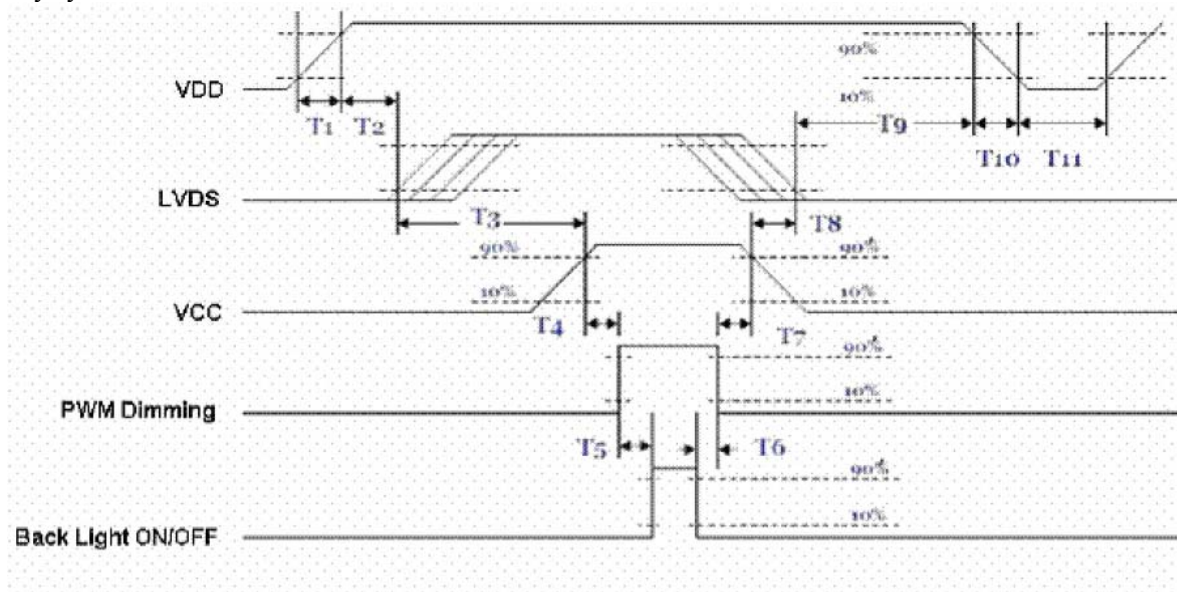 90%
VDD
10%
T1 T2
T9
T10 T11
LVDS
T3
T8
90%
90%
10%
10%
VCC
T4
T7
90%
10%
PWM Dimming
T5
T6
90%
10%
Back Light ON/OFF